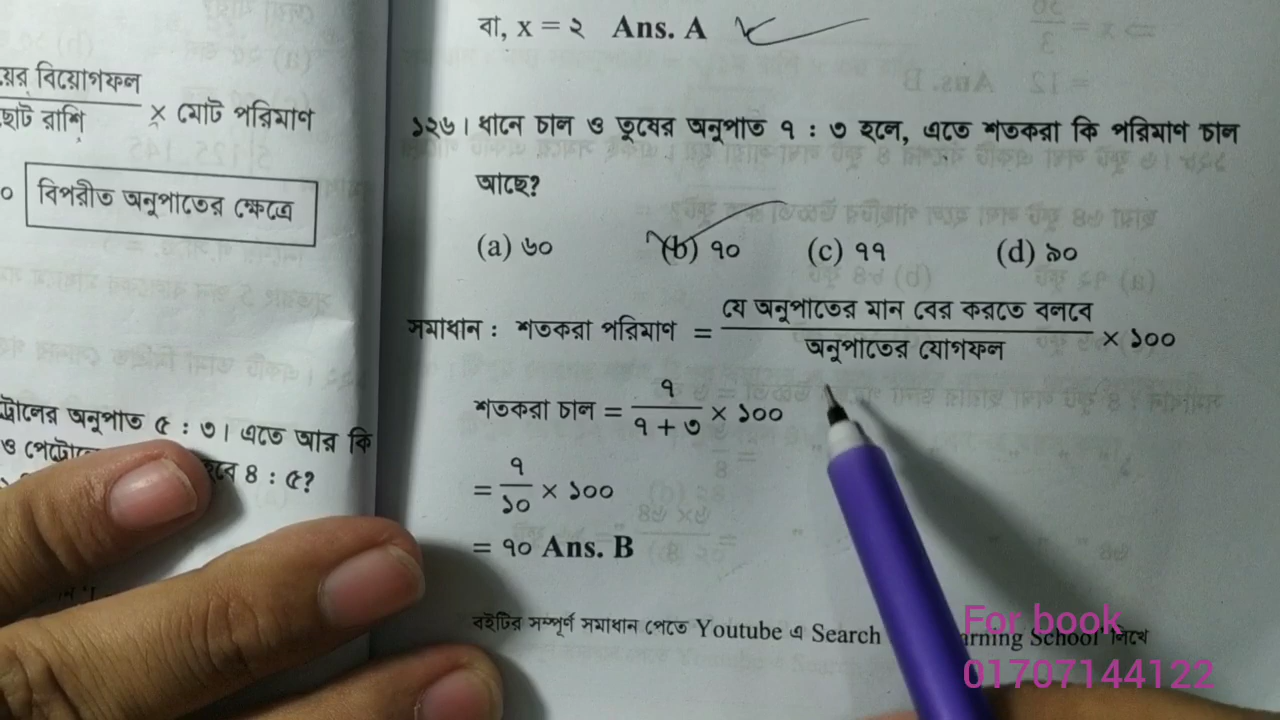 বা, x = ২ Ans. A
বিয়োগফল
রাশি × মোট পরিমাণ
বিপরীত অনুপাতের ক্ষেত্রে
অনুপাত ৫ : ৩। এতে আর কি
ও
৪ : ৫?
১২৬। ধানে চাল ও তুষের অনুপাত ৭ : ৩ হলে, এতে শতকরা কি পরিমাণ চাল
আছে?
(a) ৬০ (b) ৭০ (c) ৭৭ (d) ৯০
সমাধান : শতকরা পরিমাণ = যে অনুপাতের মান বের করতে বলবে / অনুপাতের যোগফল × ১০০
শতকরা চাল = ৭ / ৭ + ৩ × ১০০
= ৭ / ১০ × ১০০
= ৭০ Ans. B
বইটির সম্পূর্ণ সমাধান পেতে Youtube এ Search School লিখে
For book
01707144122